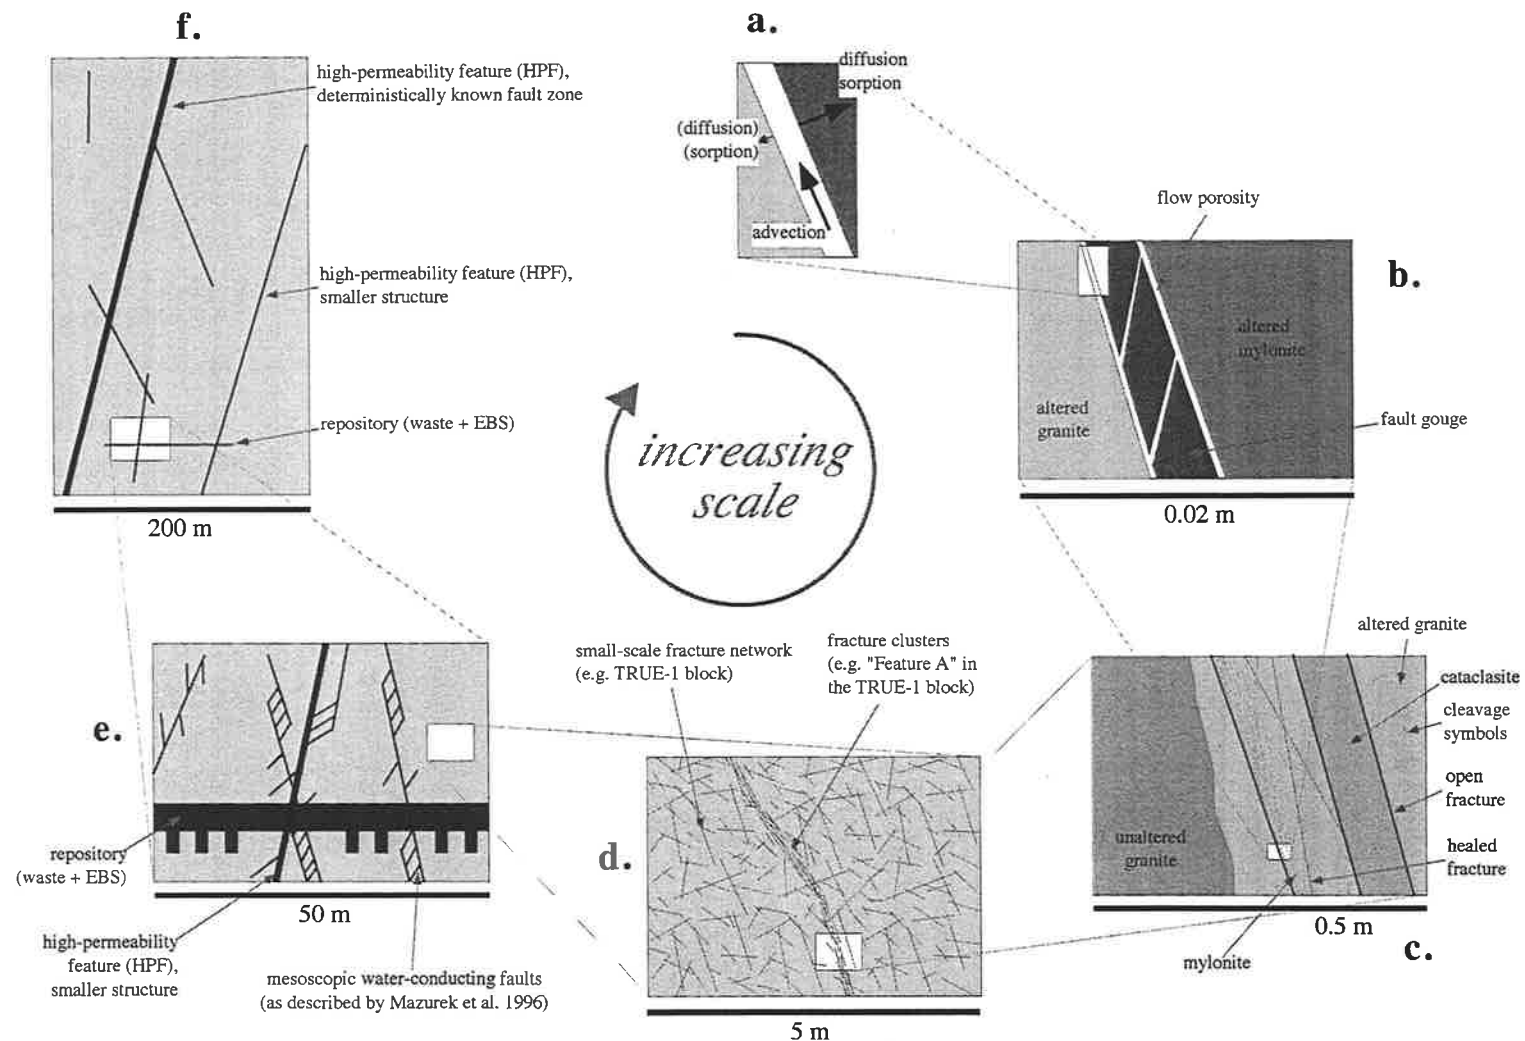 f.
high-permeability feature (HPF),
deterministically known fault zone
high-permeability feature (HPF),
smaller structure
repository (waste + EBS)
200 m
a.
diffusion
sorption
(diffusion)
(sorption)
advection
flow porosity
b.
altered
mylonite
altered
granite
fault gouge
0.02 m
increasing
scale
altered granite
cataclasite
cleavage
symbols
open
fracture
healed
fracture
unaltered
granite
mylonite
0.5 m
c.
small-scale fracture network
(e.g. TRUE-1 block)
fracture clusters
(e.g. "Feature A" in
the TRUE-1 block)
d.
5 m
e.
repository
(waste + EBS)
50 m
high-permeability
feature (HPF),
smaller structure
mesoscopic water-conducting faults
(as described by Mazurek et al. 1996)